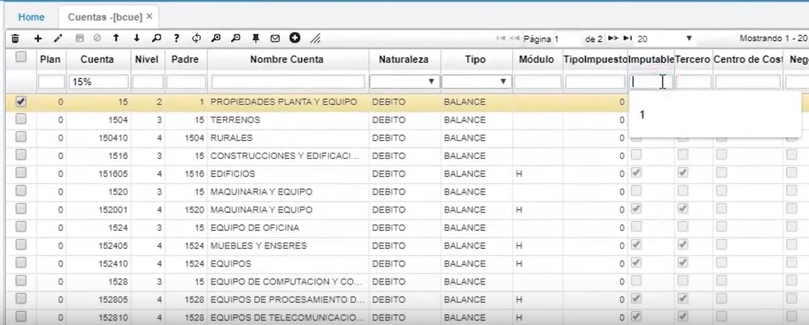 Home Cuentas -[bcue] ×
Página 1 de 2 20 Mostrando 1 - 20
Plan Cuenta Nivel Padre Nombre Cuenta Naturaleza Tipo Módulo TipoImpuesto Imputable Tercero Centro de Cos Neg
15%
1
0 15 2 1 PROPIEDADES PLANTA Y EQUIPO DEBITO BALANCE 0
0 1504 3 15 TERRENOS DEBITO BALANCE 0
0 150410 4 1504 RURALES DEBITO BALANCE 0
0 1516 3 15 CONSTRUCCIONES Y EDIFICACI... DEBITO BALANCE 0
0 151605 4 1516 EDIFICIOS DEBITO BALANCE H 0
0 1520 3 15 MAQUINARIA Y EQUIPO DEBITO BALANCE 0
0 152001 4 1520 MAQUINARIA Y EQUIPO DEBITO BALANCE H 0
0 1524 3 15 EQUIPO DE OFICINA DEBITO BALANCE 0
0 152405 4 1524 MUEBLES Y ENSERES DEBITO BALANCE H 0
0 152410 4 1524 EQUIPOS DEBITO BALANCE H 0
0 1528 3 15 EQUIPO DE COMPUTACION Y CO... DEBITO BALANCE 0
0 152805 4 1528 EQUIPOS DE PROCESAMIENTO D... DEBITO BALANCE H 0
0 152810 4 1528 EQUIPOS DE TELECOMUNICACIO... DEBITO BALANCE H 0